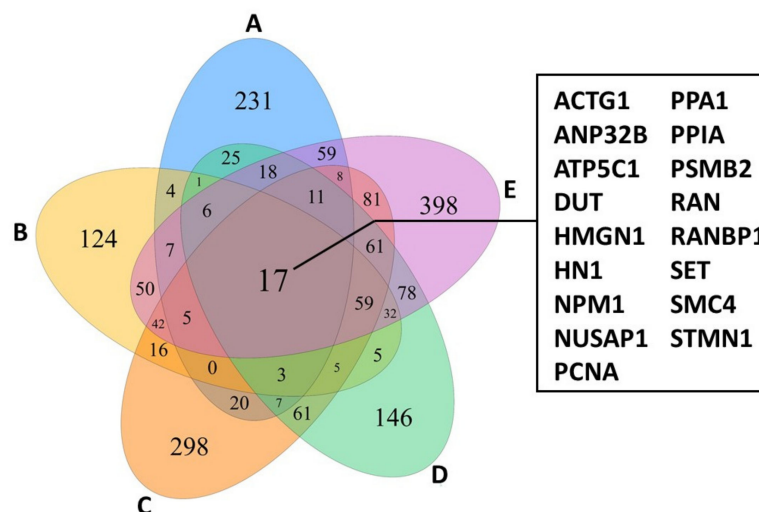 A
231
25
59
18
8
1
4
11
81
E
398
6
B
124
7
61
17
50
78
59
32
5
42
16
5
0
3
5
20
7
61
146
298
D
C
ACTG1 PPA1
ANP32B PPIA
ATP5C1 PSMB2
DUT RAN
HMGN1 RANBP1
HN1 SET
NPM1 SMC4
NUSAP1 STMN1
PCNA